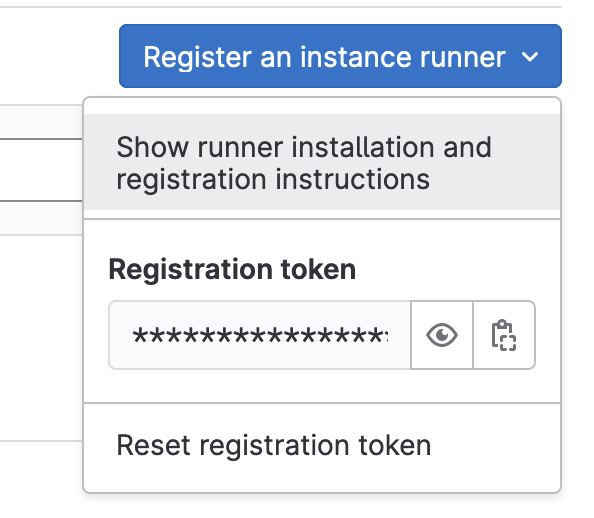 Register an instance runner
Show runner installation and
registration instructions
Registration token
***************
Reset registration token